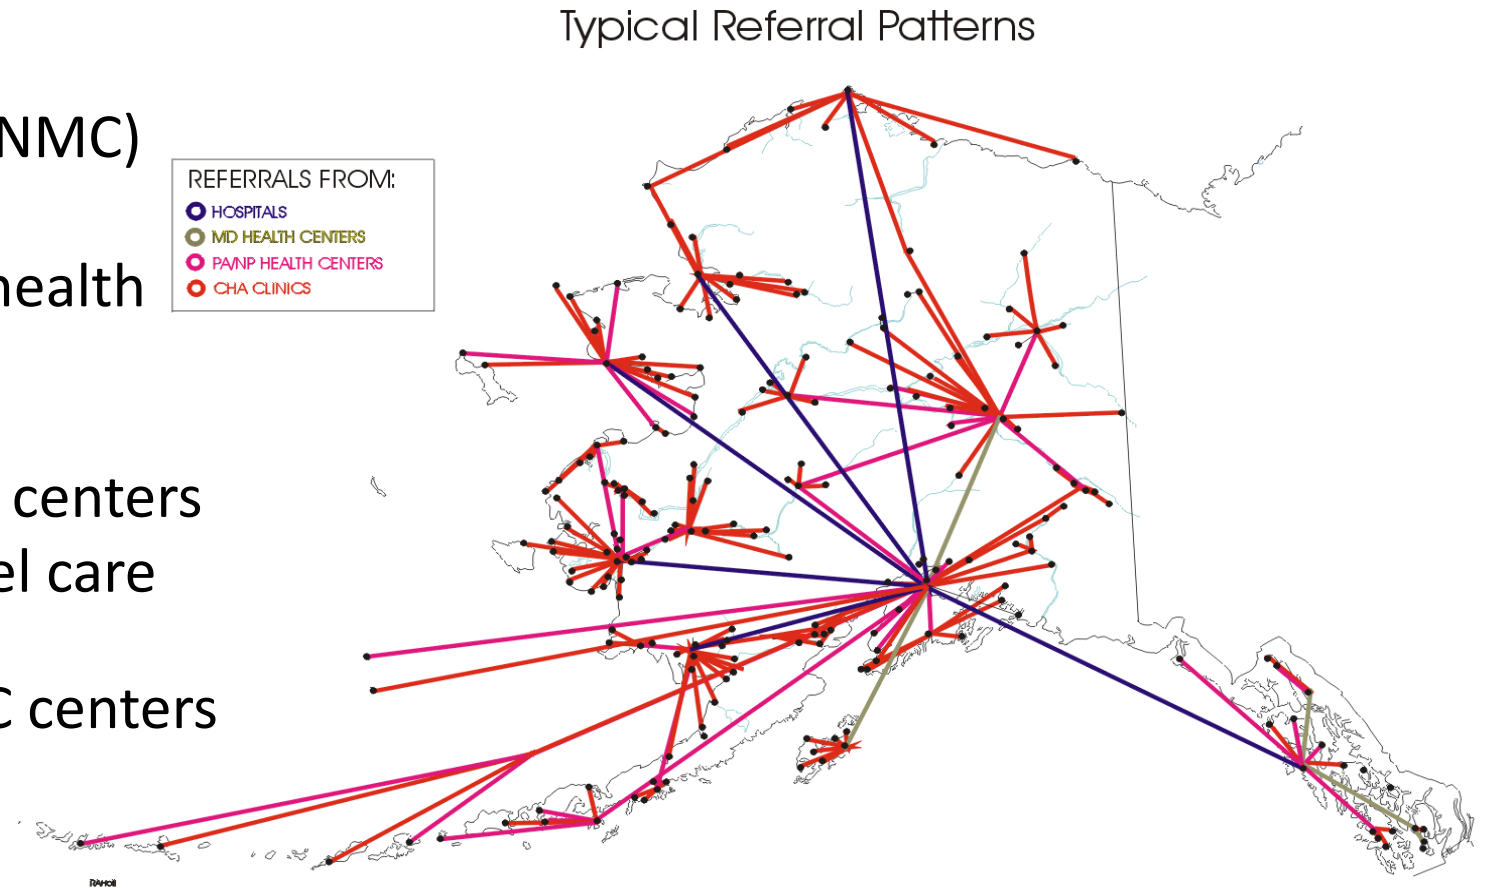 Typical Referral Patterns
NMC)
REFERRALS FROM:
HOSPITALS
MD HEALTH CENTERS
PA/NP HEALTH CENTERS
CHA CLINICS
health
centers
el care
C centers